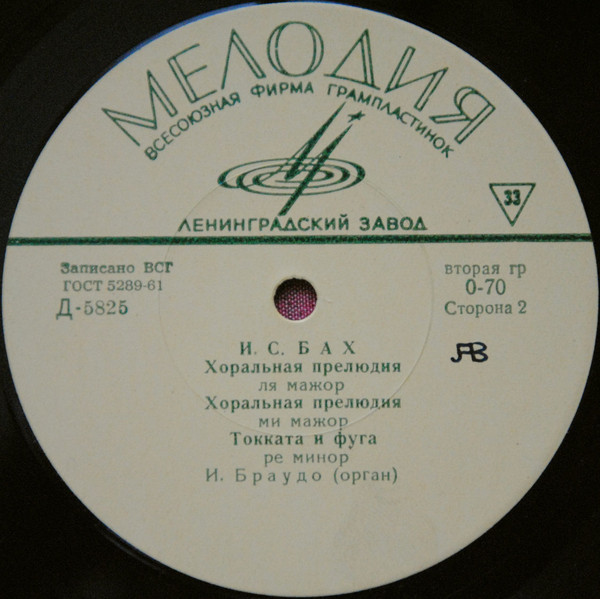 МЕЛОДИЯ
ВСЕСОЮЗНАЯ ФИРМА ГРАМПЛАСТИНОК
33
ЛЕНИНГРАДСКИЙ ЗАВОД
Записано ВСГ
ГОСТ 5289-61
Д-5825
вторая гр
0-70
Сторона 2
И. С. БАХ
Хоральная прелюдия
ля мажор
Хоральная прелюдия
ми мажор
Токката и фуга
ре минор
И. Браудо (орган)